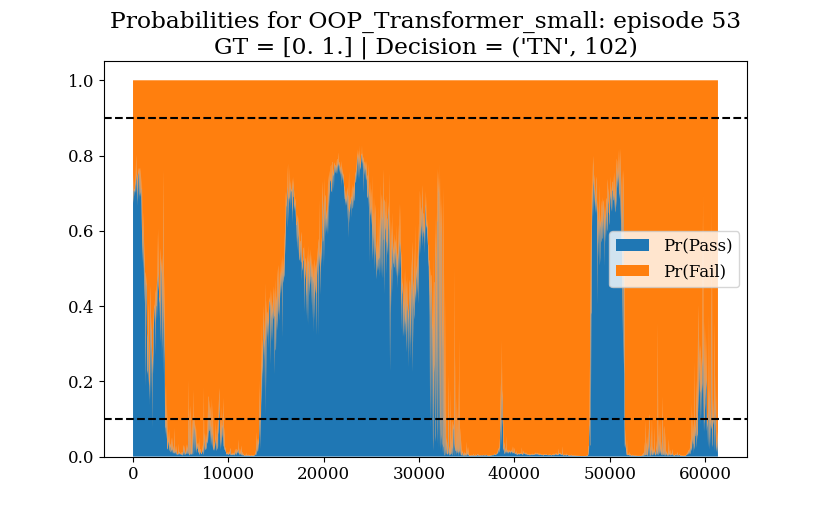 Probabilities for OOP_Transformer_small: episode 53
GT = [0. 1.] | Decision = ('TN', 102)
1.0
0.8
0.6
0.4
0.2
0.0
Pr(Pass)
Pr(Fail)
0 10000 20000 30000 40000 50000 60000